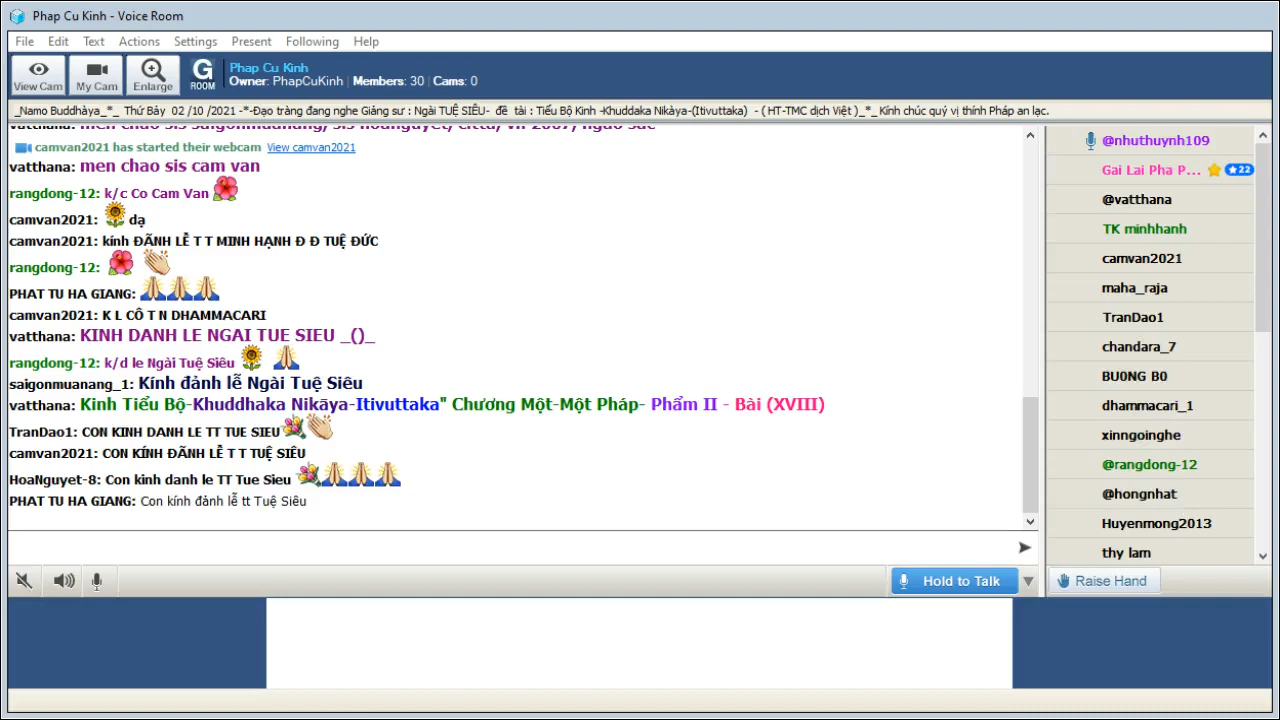 Phap Cu Kinh - Voice Room
File Edit Text Actions Settings Present Following Help
View Cam My Cam Enlarge G ROOM
Phap Cu Kinh
Owner: PhapCuKinh | Members: 30 | Cams: 0
_Namo Buddhàya_*_ Thứ Bảy 02 /10 /2021 -*-Đạo tràng đang nghe Giảng sư : Ngài TUỆ SIÊU- đề tài : Tiểu Bộ Kinh -Khuddaka Nikàya-(Itivuttaka) - ( HT-TMC dịch Việt )_*_ Kính chúc quý vị thính Pháp an lạc.
vatthana: men chao sis saigonmuanang/ sis hoanguyet/
camvan2021 has started their webcam View camvan2021
vatthana: men chao sis cam van
rangdong-12: k/c Co Cam Van
camvan2021: dạ
camvan2021: kính ĐÃNH LỄ T T MINH HẠNH Đ Đ TUỆ ĐỨC
rangdong-12:
PHAT TU HA GIANG:
camvan2021: K L CÔ T N DHAMMACARI
vatthana: KINH DANH LE NGAI TUE SIEU _()_
rangdong-12: k/d le Ngài Tuệ Siêu
saigonmuanang_1: Kính đảnh lễ Ngài Tuệ Siêu
vatthana: Kinh Tiểu Bộ-Khuddhaka Nikāya-Itivuttaka" Chương Một-Một Pháp- Phẩm II - Bài (XVIII)
TranDao1: CON KINH DANH LE TT TUE SIEU
camvan2021: CON KÍNH ĐÃNH LỄ T T TUỆ SIÊU
HoaNguyet-8: Con kinh danh le TT Tue Sieu
PHAT TU HA GIANG: Con kính đảnh lễ tt Tuệ Siêu
Hold to Talk
@nhuthuynh109
Gai Lai Pha P... 22
@vatthana
TK minhhanh
camvan2021
maha_raja
TranDao1
chandara_7
BU0NG B0
dhammacari_1
xinngoinghe
@rangdong-12
@hongnhat
Huyenmong2013
thy lam
Raise Hand